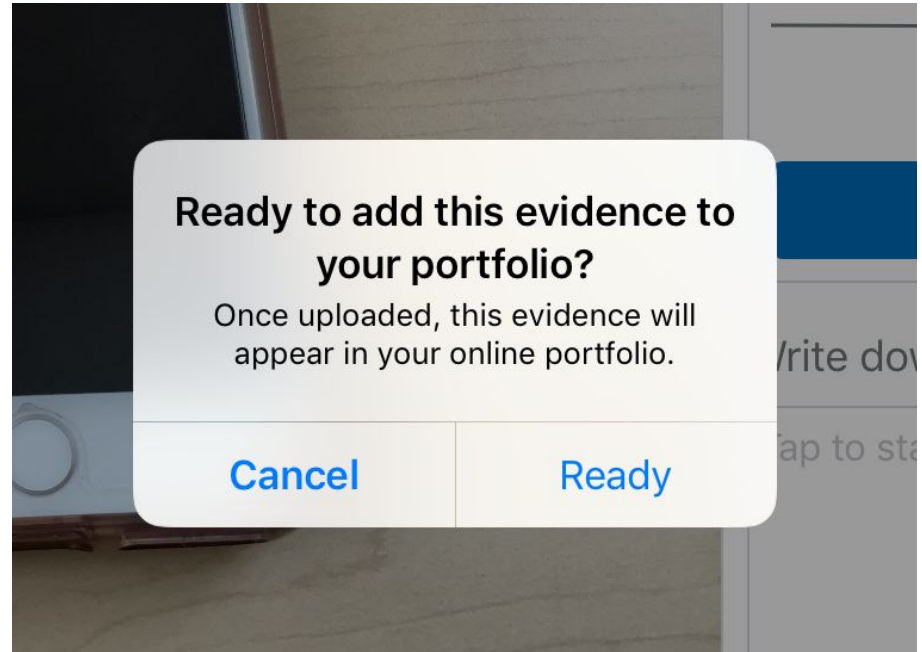 Ready to add this evidence to
your portfolio?
Once uploaded, this evidence will
appear in your online portfolio.
Cancel
Ready